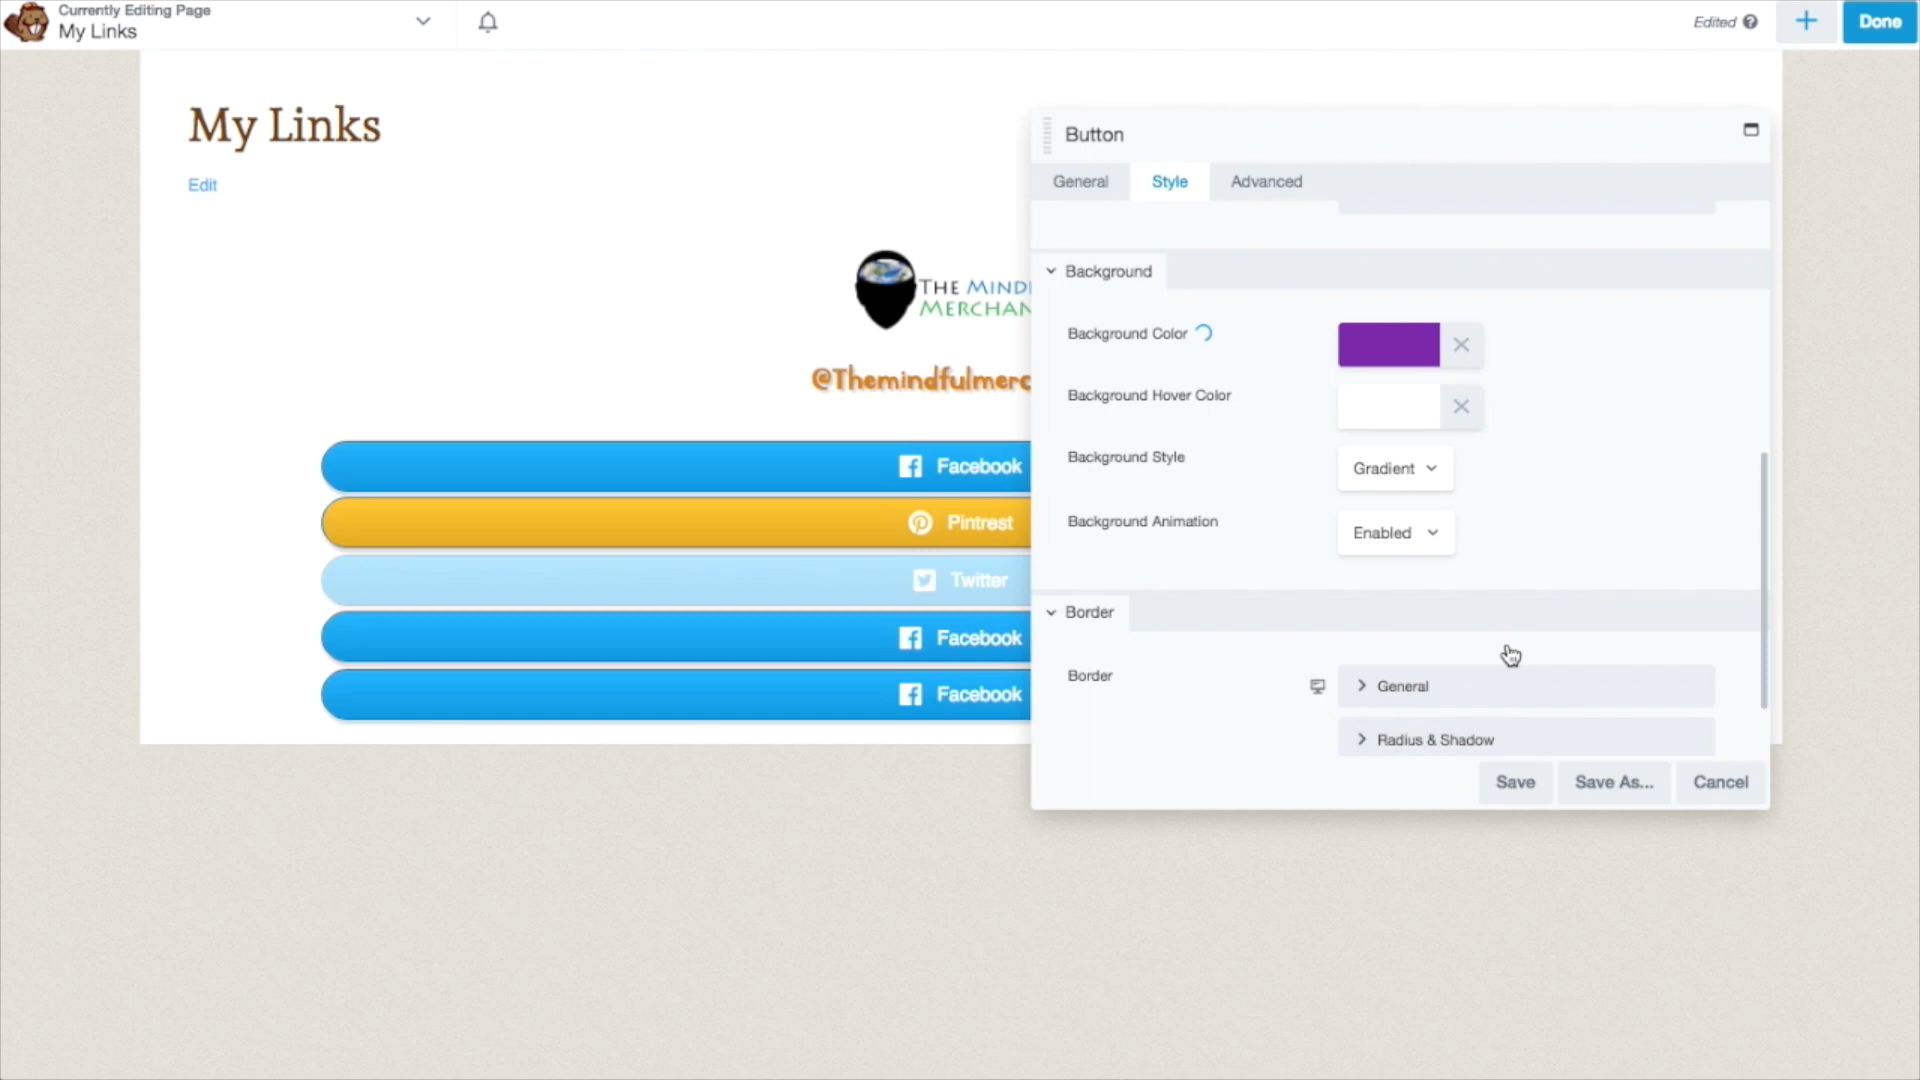 Currently Editing Page
My Links
Edited
Done
My Links
Edit
THE MIND
MERCHAN
@Themindfulmerc
Facebook
Pintrest
Twitter
Facebook
Facebook
Button
General
Style
Advanced
Background
Background Color
Background Hover Color
Background Style
Gradient
Background Animation
Enabled
Border
Border
General
Radius & Shadow
Save
Save As...
Cancel